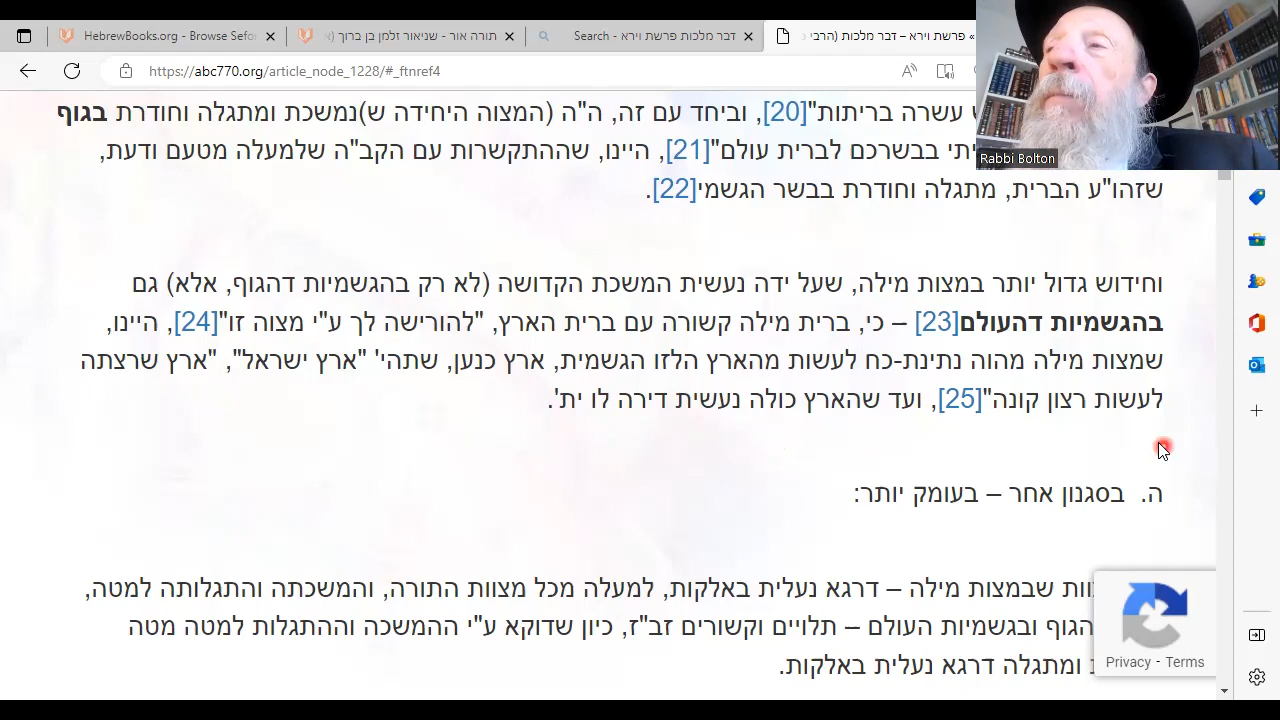 HebrewBooks.org - Browse Sefo
תורה אור - שניאור זלמן בן ברוך (א
דבר מלכות פרשת וירא - Search
פרשת וירא – דבר מלכות (הרבי »
https://abc770.org/article_node_1228/#_ftnref4
Rabbi Bolton
עשרה בריתות"[20], וביחד עם זה, ה"ה (המצוה היחידה ש)נמשכת ומתגלה וחודרת בגוף
בבשרכם לברית עולם"[21], היינו, שההתקשרות עם הקב"ה שלמעלה מטעם ודעת,
שזהו"ע הברית, מתגלה וחודרת בבשר הגשמי[22].
וחידוש גדול יותר במצות מילה, שעל ידה נעשית המשכת הקדושה (לא רק בהגשמיות דהגוף, אלא) גם
בהגשמיות דהעולם[23] – כי, ברית מילה קשורה עם ברית הארץ, "להורישה לך ע"י מצוה זו"[24], היינו,
שמצות מילה מהוה נתינת-כח לעשות מהארץ הלזו הגשמית, ארץ כנען, שתהי' "ארץ ישראל", "ארץ שרצתה
לעשות רצון קונה"[25], ועד שהארץ כולה נעשית דירה לו ית'.
ה. בסגנון אחר – בעומק יותר:
שבמצות מילה – דרגא נעלית באלקות, למעלה מכל מצוות התורה, והמשכתה והתגלותה למטה,
הגוף ובגשמיות העולם – תלויים וקשורים זב"ז, כיון שדוקא ע"י ההמשכה וההתגלות למטה מטה
ומתגלה דרגא נעלית באלקות.
Privacy - Terms